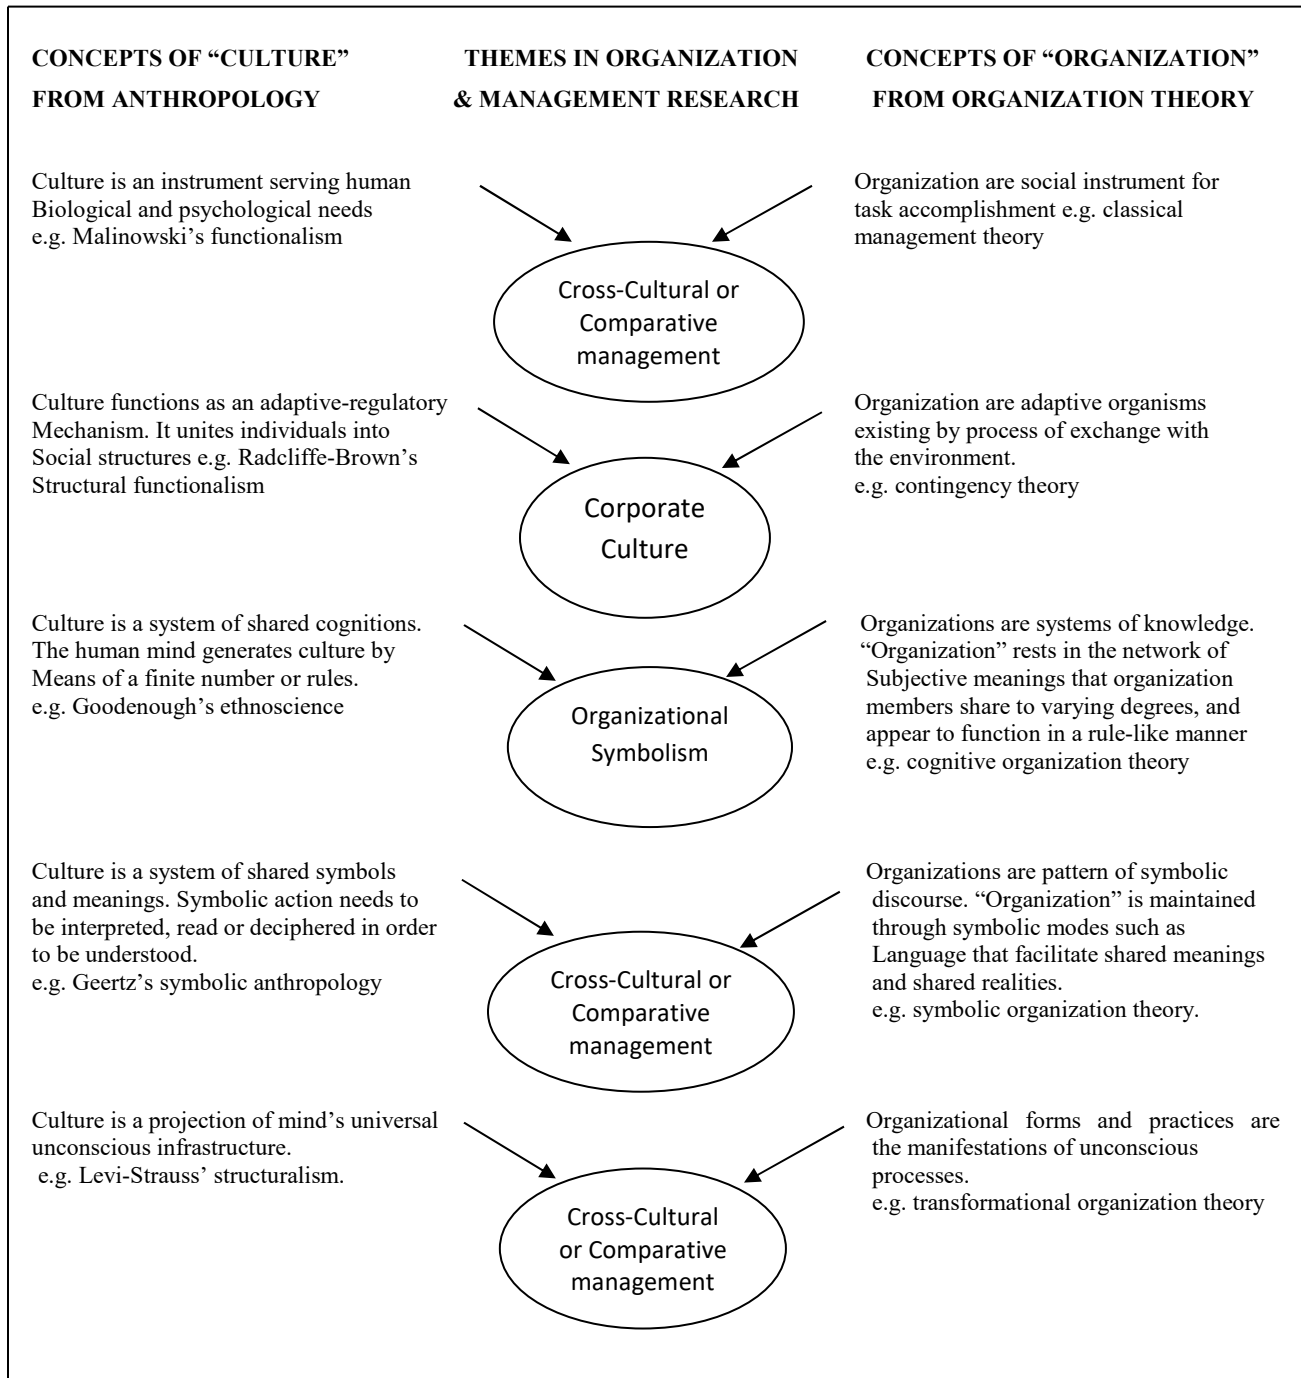 CONCEPTS OF “CULTURE”
FROM ANTHROPOLOGY
THEMES IN ORGANIZATION
& MANAGEMENT RESEARCH
CONCEPTS OF “ORGANIZATION”
FROM ORGANIZATION THEORY
Culture is an instrument serving human
Biological and psychological needs
e.g. Malinowski’s functionalism
Cross-Cultural or
Comparative
management
Organization are social instrument for
task accomplishment e.g. classical
management theory
Culture functions as an adaptive-regulatory
Mechanism. It unites individuals into
Social structures e.g. Radcliffe-Brown’s
Structural functionalism
Corporate
Culture
Organization are adaptive organisms
existing by process of exchange with
the environment.
e.g. contingency theory
Culture is a system of shared cognitions.
The human mind generates culture by
Means of a finite number or rules.
e.g. Goodenough’s ethnoscience
Organizational
Symbolism
Organizations are systems of knowledge.
“Organization” rests in the network of
Subjective meanings that organization
members share to varying degrees, and
appear to function in a rule-like manner
e.g. cognitive organization theory
Culture is a system of shared symbols
and meanings. Symbolic action needs to
be interpreted, read or deciphered in order
to be understood.
e.g. Geertz’s symbolic anthropology
Cross-Cultural or
Comparative
management
Organizations are pattern of symbolic
discourse. “Organization” is maintained
through symbolic modes such as
Language that facilitate shared meanings
and shared realities.
e.g. symbolic organization theory.
Culture is a projection of mind’s universal
unconscious infrastructure.
e.g. Levi-Strauss’ structuralism.
Cross-Cultural
or Comparative
management
Organizational forms and practices are
the manifestations of unconscious
processes.
e.g. transformational organization theory